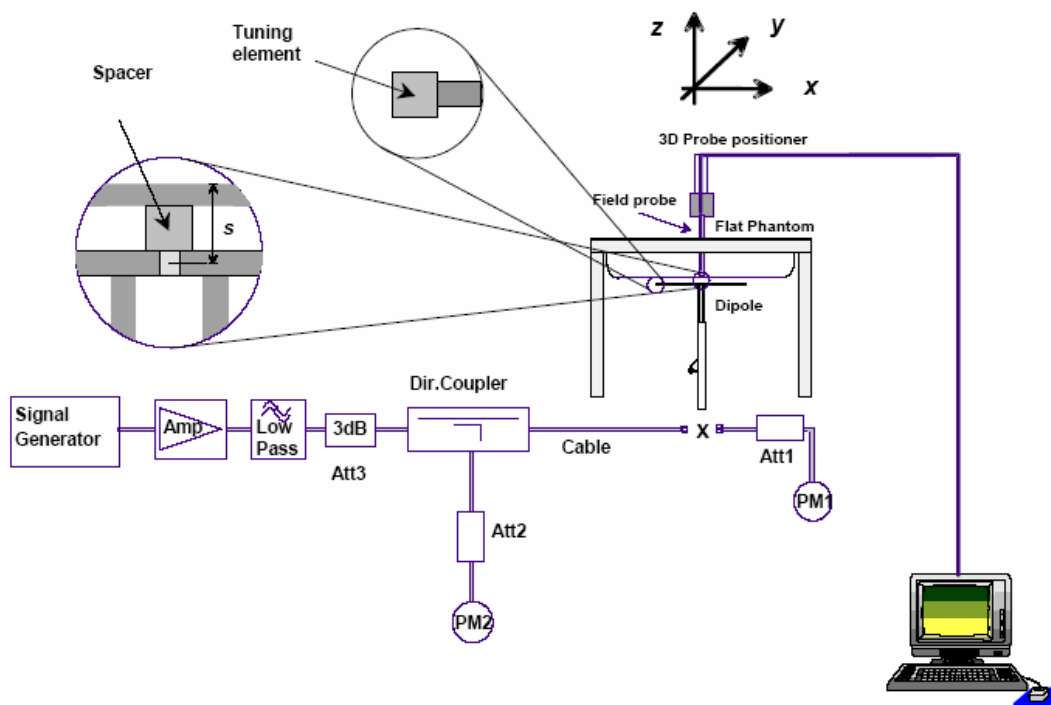 Tuning
element
Spacer
z
y
x
3D Probe positioner
s
Field probe
Flat Phantom
Dipole
Dir.Coupler
Signal
Generator
Amp
Low
Pass
3dB
Att3
Cable
X
Att1
PM1
Att2
PM2